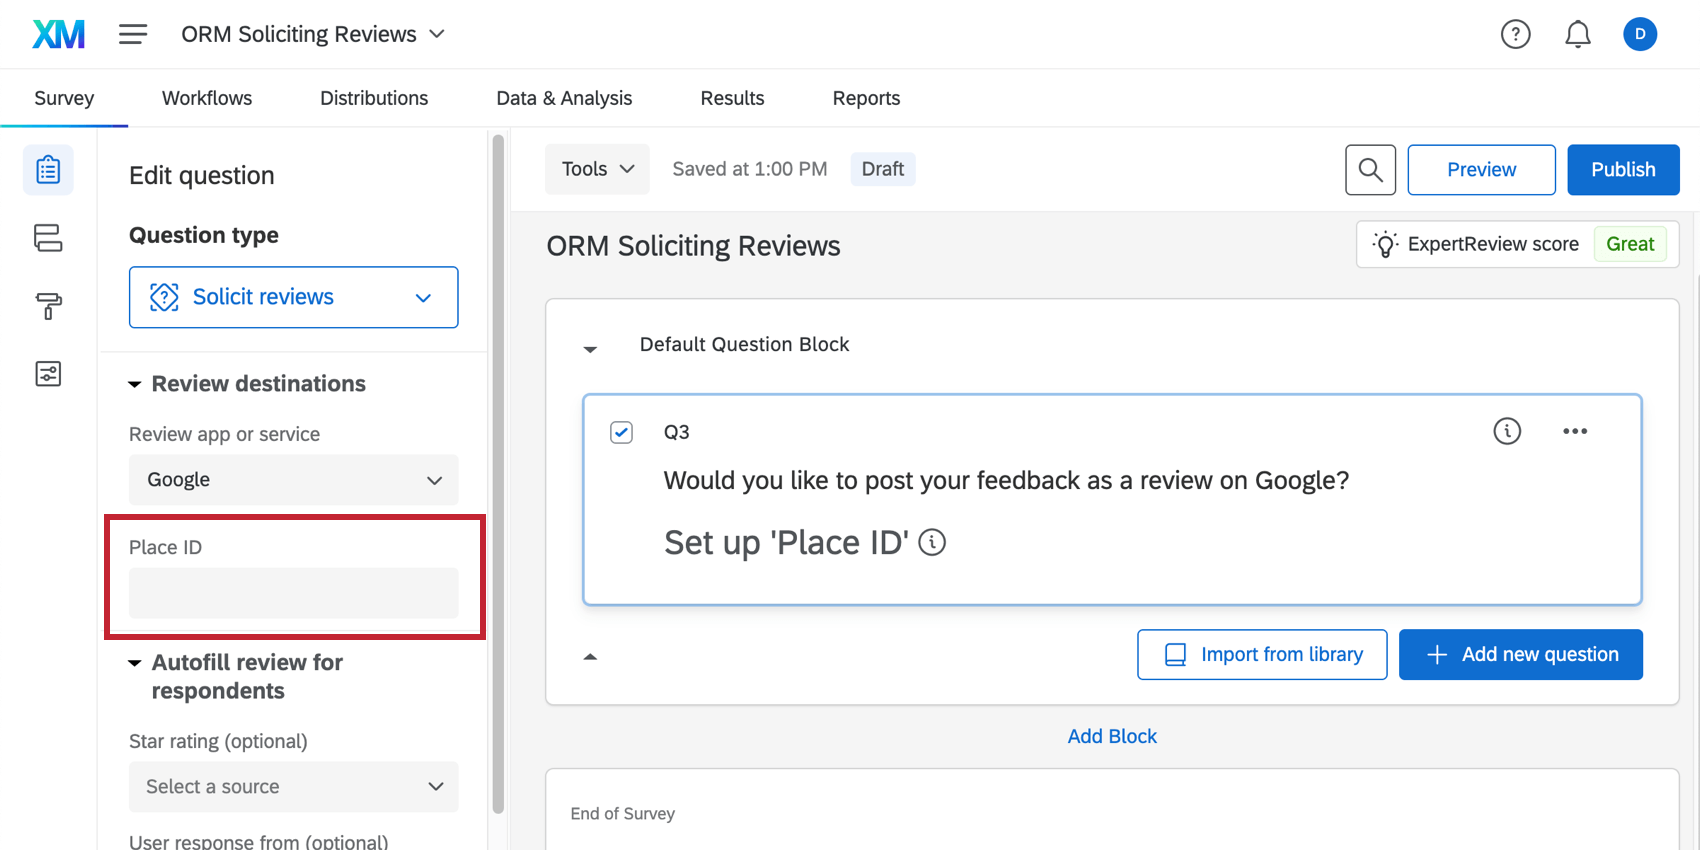 XM
ORM Soliciting Reviews
D
Survey
Workflows
Distributions
Data & Analysis
Results
Reports
Edit question
Question type
Solicit reviews
Review destinations
Review app or service
Google
Place ID
Autofill review for
respondents
Star rating (optional)
Select a source
User response from (optional)
Tools
Saved at 1:00 PM
Draft
Preview
Publish
ORM Soliciting Reviews
ExpertReview score
Great
Default Question Block
Q3
Would you like to post your feedback as a review on Google?
Set up 'Place ID'
Import from library
Add new question
Add Block
End of Survey